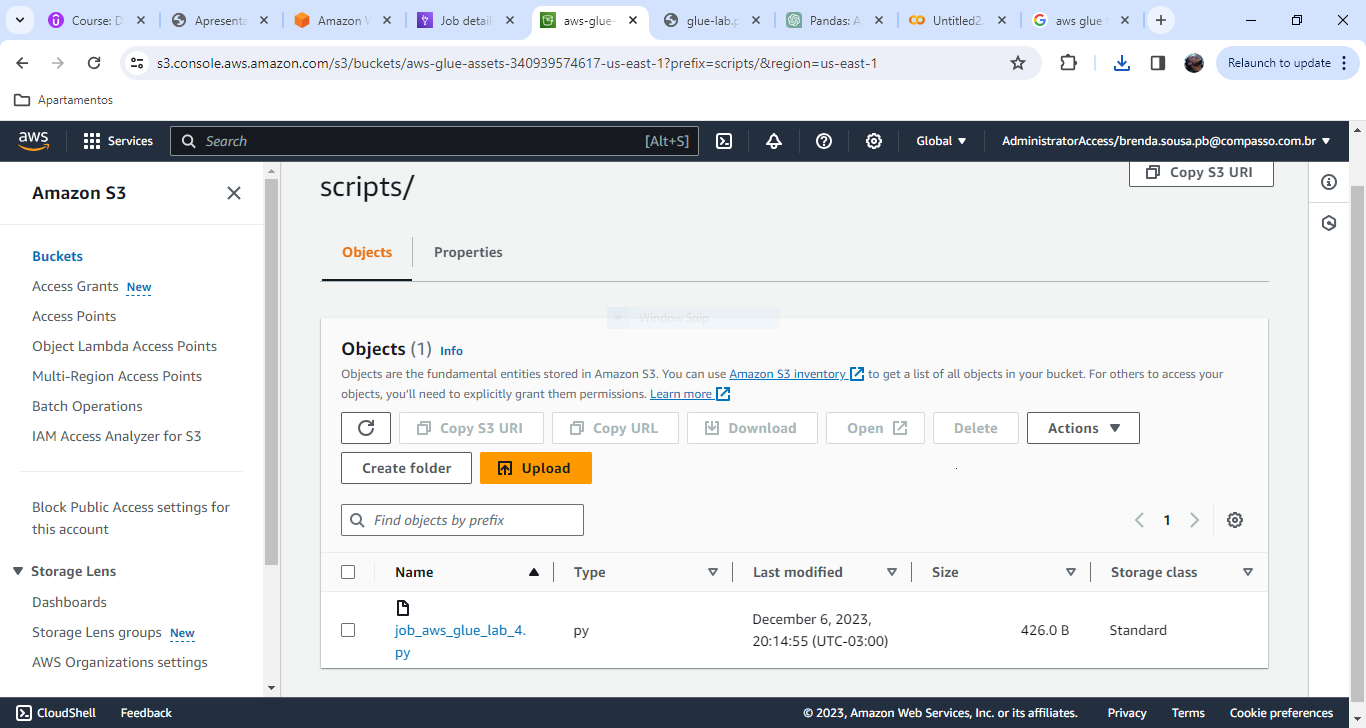 Course: D
Apresenta
Amazon V
Job detail
aws-glue-
glue-lab.p
Pandas: A
Untitled2.
aws glue
s3.console.aws.amazon.com/s3/buckets/aws-glue-assets-340939574617-us-east-1?prefix=scripts/&region=us-east-1
Relaunch to update
Apartamentos
aws
Services
Search
[Alt+S]
Global
AdministratorAccess/brenda.sousa.pb@compasso.com.br
Amazon S3
scripts/
Copy S3 URI
Buckets
Access Grants New
Access Points
Object Lambda Access Points
Multi-Region Access Points
Batch Operations
IAM Access Analyzer for S3
Block Public Access settings for
this account
Storage Lens
Dashboards
Storage Lens groups New
AWS Organizations settings
Objects
Properties
Window Snip
Objects (1) Info
Objects are the fundamental entities stored in Amazon S3. You can use Amazon S3 inventory to get a list of all objects in your bucket. For others to access your
objects, you'll need to explicitly grant them permissions. Learn more
Copy S3 URI
Copy URL
Download
Open
Delete
Actions
Create folder
Upload
Find objects by prefix
1
Name
Type
Last modified
Size
Storage class
job_aws_glue_lab_4.
py
py
December 6, 2023,
20:14:55 (UTC-03:00)
426.0 B
Standard
CloudShell
Feedback
© 2023, Amazon Web Services, Inc. or its affiliates.
Privacy
Terms
Cookie preferences